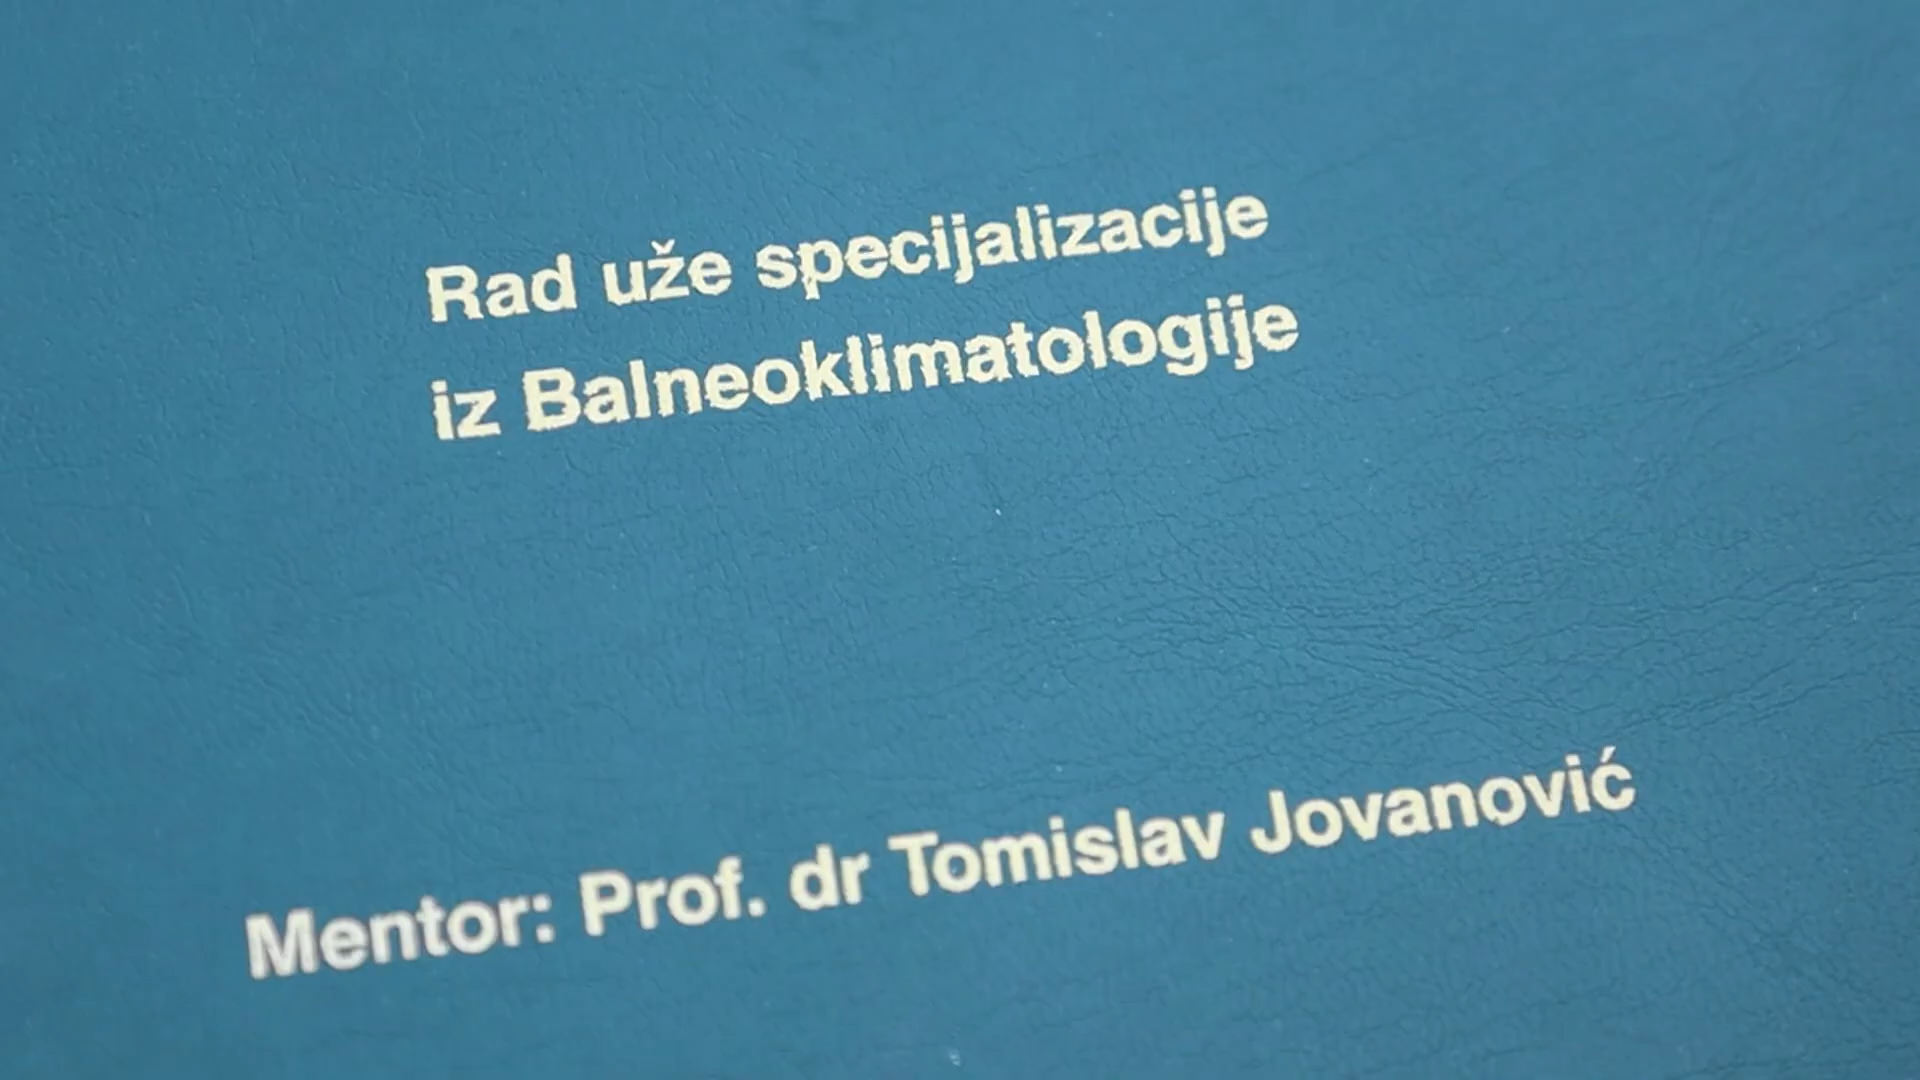 Rad uže specijalizacije
iz Balneoklimatologije
Mentor: Prof. dr Tomislav Jovanović